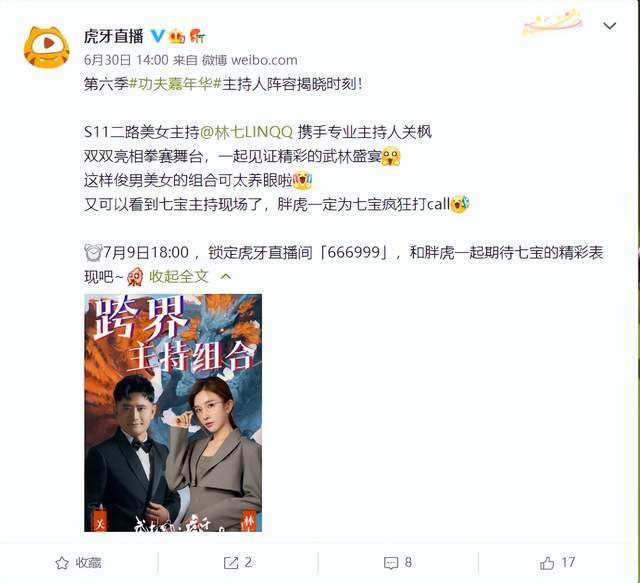 虎牙直播
6月30日 14:00 来自 微博 weibo.com
第六季#功夫嘉年华#主持人阵容揭晓时刻！
S11二路美女主持@林七LINQQ 携手专业主持人关枫
双双亮相拳赛舞台，一起见证精彩的武林盛宴
这样俊男美女的组合可太养眼啦
又可以看到七宝主持现场了，胖虎一定为七宝疯狂打call
7月9日18:00 ，锁定虎牙直播间「666999」，和胖虎一起期待七宝的精彩表
现吧~ 收起全文
跨界
主持组合
关
林
收藏
2
8
17